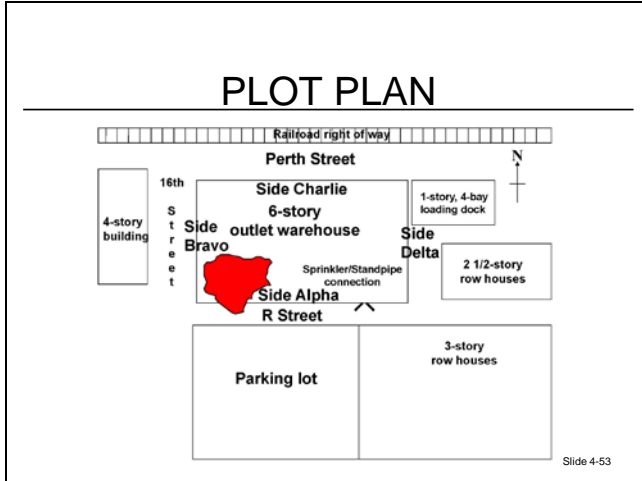 PLOT PLAN
Railroad right of way
Perth Street
N
16th
Street
4-story
building
Side
Bravo
Side Charlie
6-story
outlet warehouse
Side
Delta
1-story, 4-bay
loading dock
2 1/2-story
row houses
Sprinkler/Standpipe
connection
Side Alpha
R Street
Parking lot
3-story
row houses
Slide 4-53